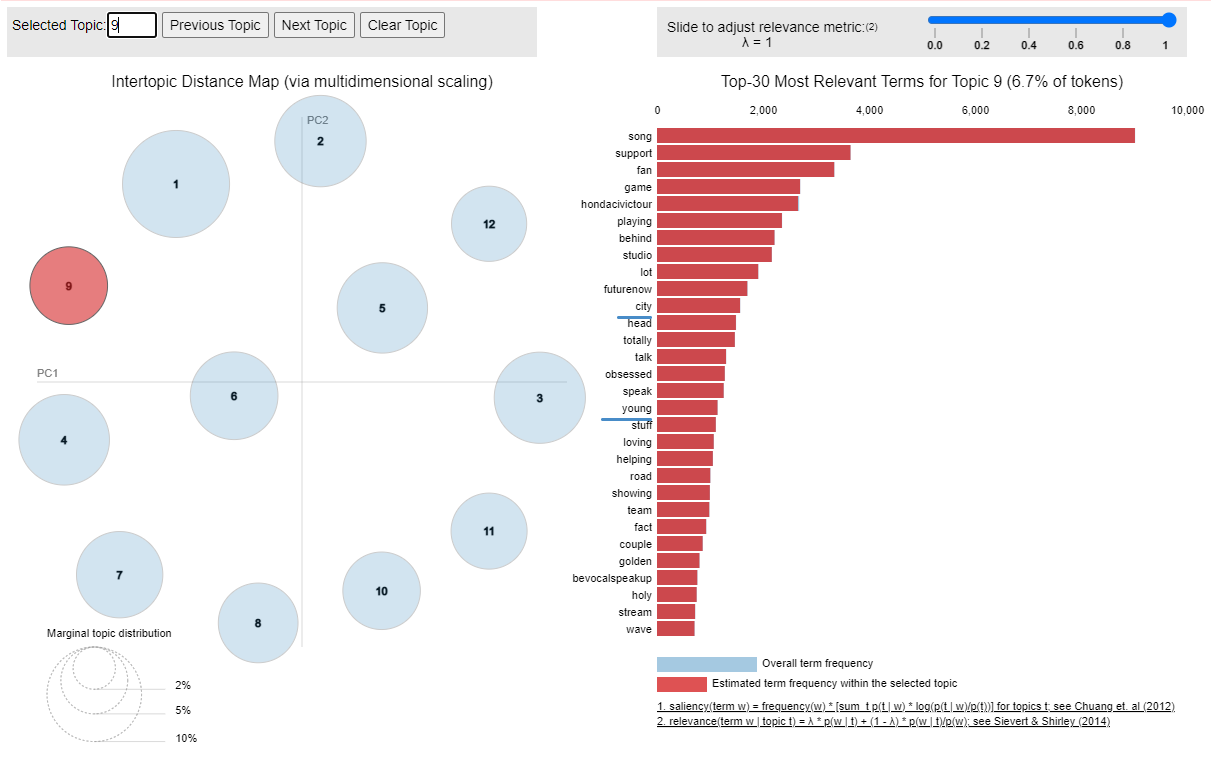 Selected Topic: 9 Previous Topic Next Topic Clear Topic
Slide to adjust relevance metric:(2)
λ = 1
0.0 0.2 0.4 0.6 0.8 1
Intertopic Distance Map (via multidimensional scaling)
PC2
PC1
1
2
12
9
5
6
3
4
11
7
10
8
Marginal topic distribution
2%
5%
10%
Top-30 Most Relevant Terms for Topic 9 (6.7% of tokens)
0 2,000 4,000 6,000 8,000 10,000
song
support
fan
game
hondacivictour
playing
behind
studio
lot
futurenow
city
head
totally
talk
obsessed
speak
young
stuff
loving
helping
road
showing
team
fact
couple
golden
bevocalspeakup
holy
stream
wave
Overall term frequency
Estimated term frequency within the selected topic
1. saliency(term w) = frequency(w) * [sum_t p(t | w) * log(p(t | w)/p(t))] for topics t; see Chuang et. al (2012)
2. relevance(term w | topic t) = λ * p(w | t) + (1 - λ) * p(w | t)/p(w); see Sievert & Shirley (2014)